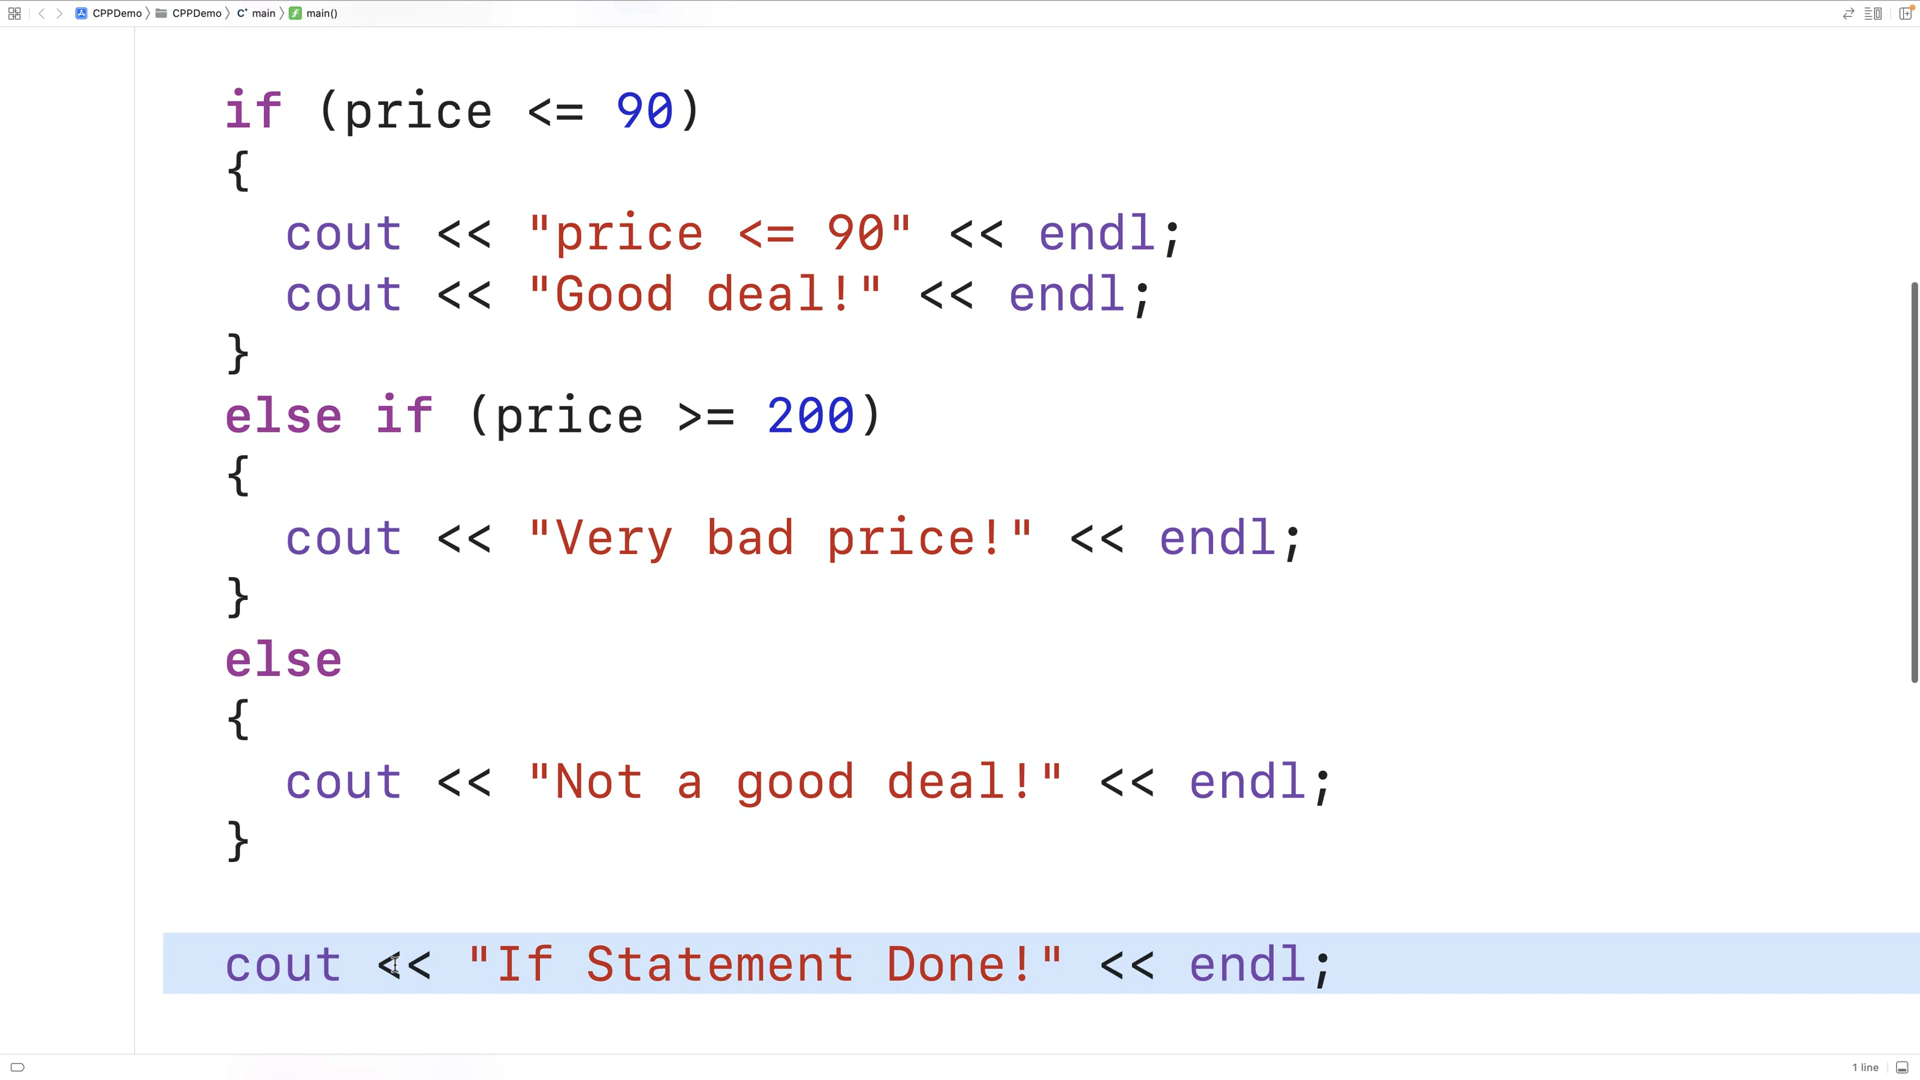 CPPDemo CPPDemo C+ main f main()
if (price <= 90)
{
cout << "price <= 90" << endl;
cout << "Good deal!" << endl;
}
else if (price >= 200)
{
cout << "Very bad price!" << endl;
}
else
{
cout << "Not a good deal!" << endl;
}
cout << "If Statement Done!" << endl;
1 line